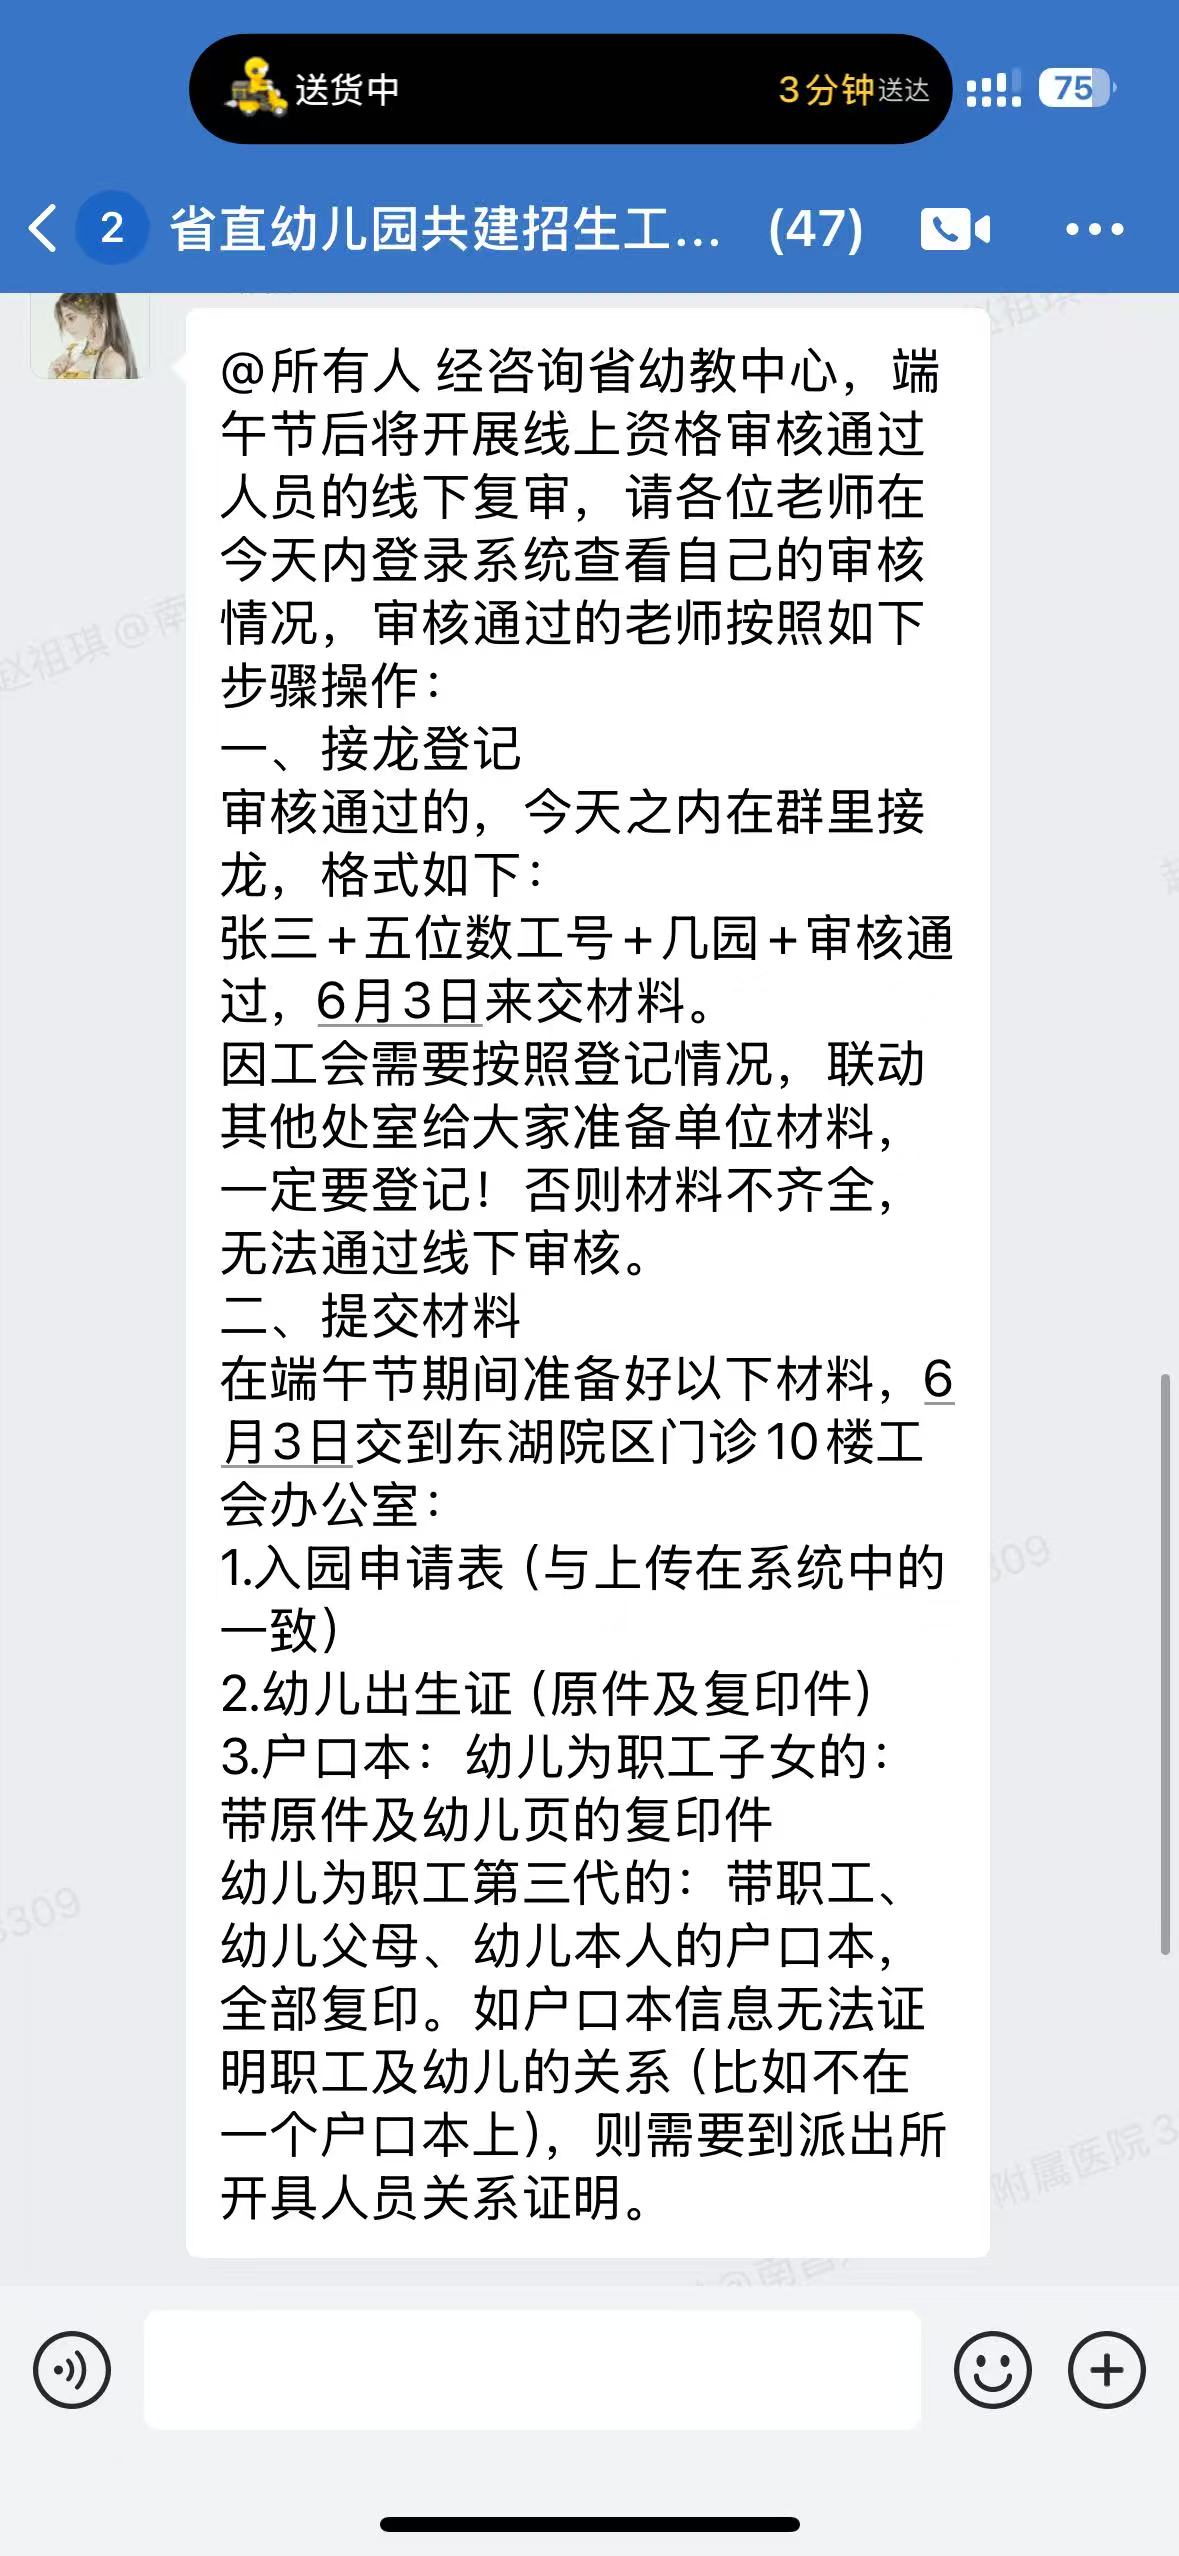 送货中
3分钟送达
75
2
省直幼儿园共建招生工...
(47)
@所有人 经咨询省幼教中心，端
午节后将开展线上资格审核通过
人员的线下复审，请各位老师在
今天内登录系统查看自己的审核
情况，审核通过的老师按照如下
步骤操作：
一、接龙登记
审核通过的，今天之内在群里接
龙，格式如下：
张三+五位数工号+几园+审核通
过，6月3日来交材料。
因工会需要按照登记情况，联动
其他处室给大家准备单位材料，
一定要登记！否则材料不齐全，
无法通过线下审核。
二、提交材料
在端午节期间准备好以下材料，6
月3日交到东湖院区门诊10楼工
会办公室：
1.入园申请表（与上传在系统中的
一致）
2.幼儿出生证（原件及复印件）
3.户口本：幼儿为职工子女的：
带原件及幼儿页的复印件
幼儿为职工第三代的：带职工、
幼儿父母、幼儿本人的户口本，
全部复印。如户口本信息无法证
明职工及幼儿的关系（比如不在
一个户口本上），则需要到派出所
开具人员关系证明。
赵祖琪@南
309
3309
附属医院3
@南昌